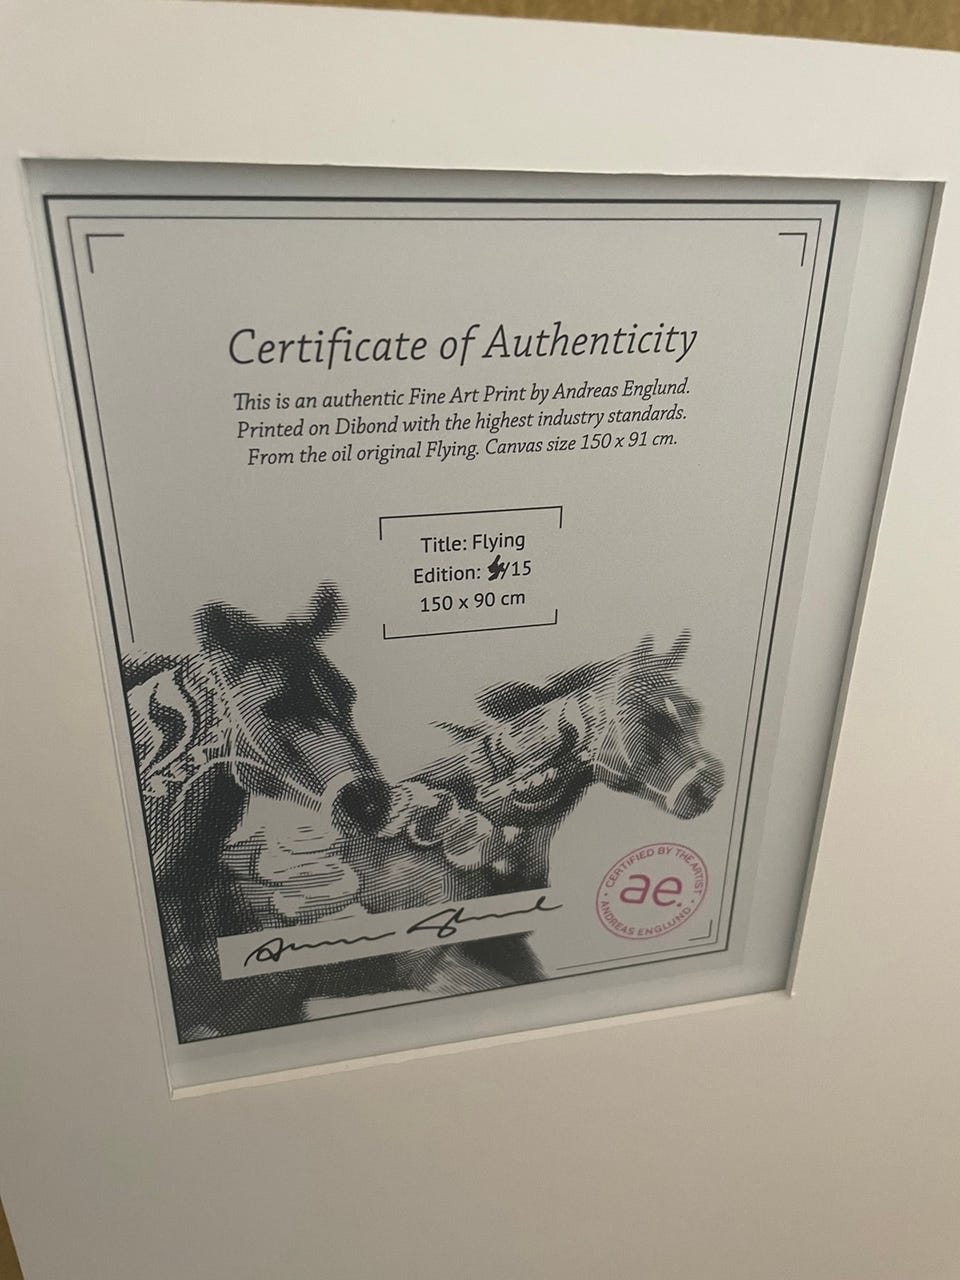 Certificate of Authenticity
This is an authentic Fine Art Print by Andreas Englund.
Printed on Dibond with the highest industry standards.
From the oil original Flying. Canvas size 150 x 91 cm.
Title: Flying
Edition: /15
150 x 90 cm
CERTIFIED BY THE ARTIST
ae.
ANDREAS ENGLUND